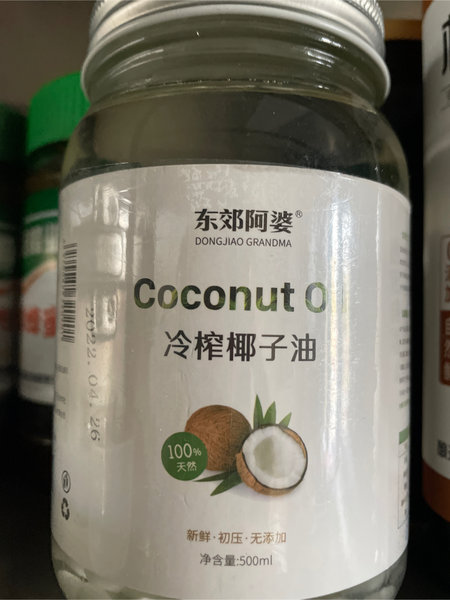 东郊阿婆®
DONGJIAO GRANDMA
Coconut O
冷榨椰子油
2022.04.26
100%
天然
新鲜·初压·无添加
净含量:500ml